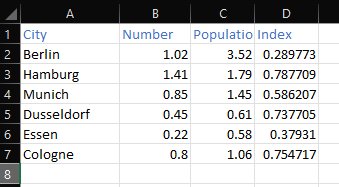 A B C D
1 City Number Populatio Index
2 Berlin 1.02 3.52 0.289773
3 Hamburg 1.41 1.79 0.787709
4 Munich 0.85 1.45 0.586207
5 Dusseldorf 0.45 0.61 0.737705
6 Essen 0.22 0.58 0.37931
7 Cologne 0.8 1.06 0.754717
8